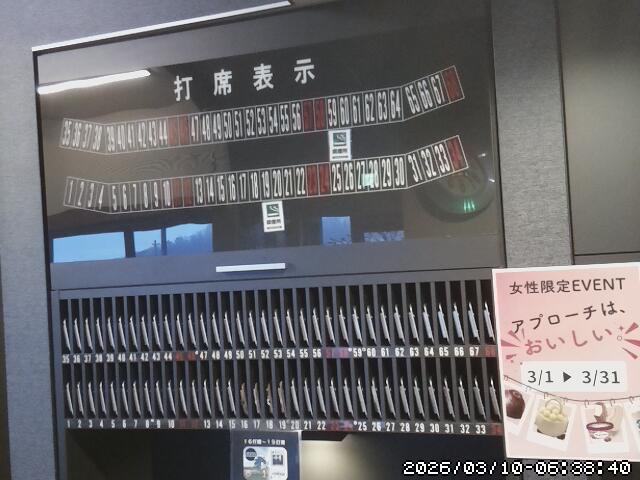 打席表示
35 36 37 38 39 40 41 42 43 44 47 48 49 50 51 52 53 54 55 56 59 60 61 62 63 64 65 66 67
1 2 3 4 5 6 7 8 9 10 13 14 15 16 17 18 19 20 21 22 25 26 27 28 29 30 31 32 33
女性限定EVENT
アプローチは、
おいしい。
3/1 ▶ 3/31
35 36 37 38 39 40 41 42 43 44 47 48 49 50 51 52 53 54 55 56 59 60 61 62 63 64 65 66 67
1 2 3 4 5 6 7 8 9 10 13 14 15 16 17 18 19 20 21 22 25 26 27 28 29 30 31 32 33
2026/03/10-06:38:40